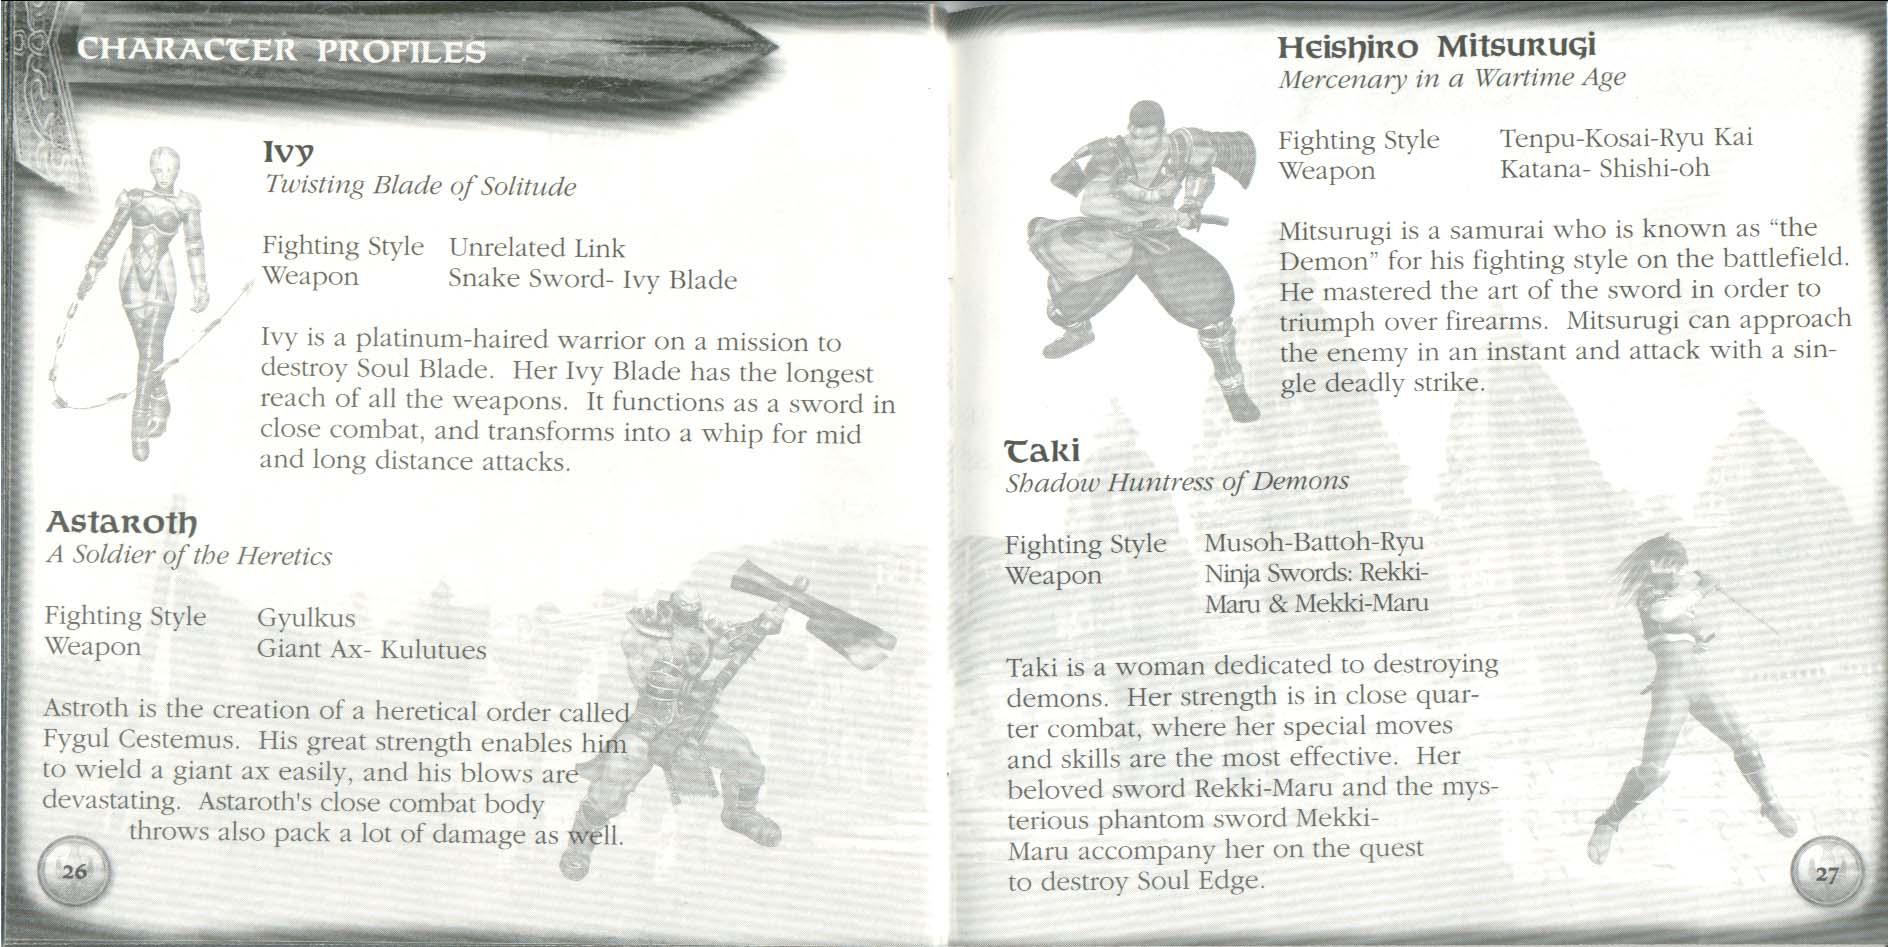 CHARACTER PROFILES
Ivy
Twisting Blade of Solitude
Fighting Style Unrelated Link
Weapon Snake Sword- Ivy Blade
Ivy is a platinum-haired warrior on a mission to
destroy Soul Blade. Her Ivy Blade has the longest
reach of all the weapons. It functions as a sword in
close combat, and transforms into a whip for mid
and long distance attacks.
Astaroth
A Soldier of the Heretics
Fighting Style Gyulkus
Weapon Giant Ax- Kulutues
Astroth is the creation of a heretical order called
Fygul Cestemus. His great strength enables him
to wield a giant ax easily, and his blows are
devastating. Astaroth's close combat body
throws also pack a lot of damage as well.
26
Heishiro Mitsurugi
Mercenary in a Wartime Age
Fighting Style Tenpu-Kosai-Ryu Kai
Weapon Katana- Shishi-oh
Mitsurugi is a samurai who is known as “the
Demon” for his fighting style on the battlefield.
He mastered the art of the sword in order to
triumph over firearms. Mitsurugi can approach
the enemy in an instant and attack with a sin-
gle deadly strike.
Taki
Shadow Huntress of Demons
Fighting Style Musoh-Battoh-Ryu
Weapon Ninja Swords: Rekki-
Maru & Mekki-Maru
Taki is a woman dedicated to destroying
demons. Her strength is in close quar-
ter combat, where her special moves
and skills are the most effective. Her
beloved sword Rekki-Maru and the mys-
terious phantom sword Mekki-
Maru accompany her on the quest
to destroy Soul Edge.
27